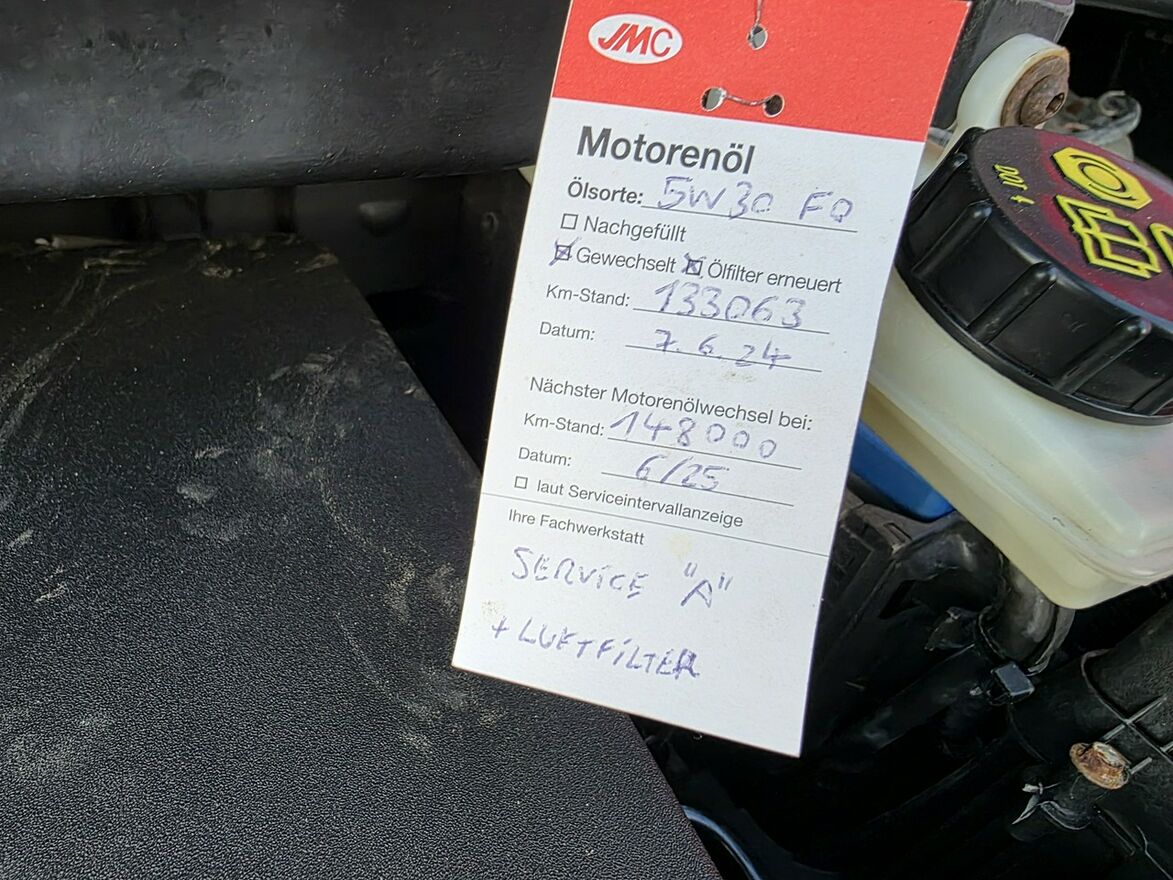 JMC
Motorenöl
Ölsorte: 5W30 FO
Nachgefüllt
Gewechselt Ölfilter erneuert
Km-Stand: 133063
Datum: 7.6.24
Nächster Motorenölwechsel bei:
Km-Stand: 148000
Datum: 6/25
laut Serviceintervallanzeige
Ihre Fachwerkstatt
SERVICE "A"
+ LUFTFILTER